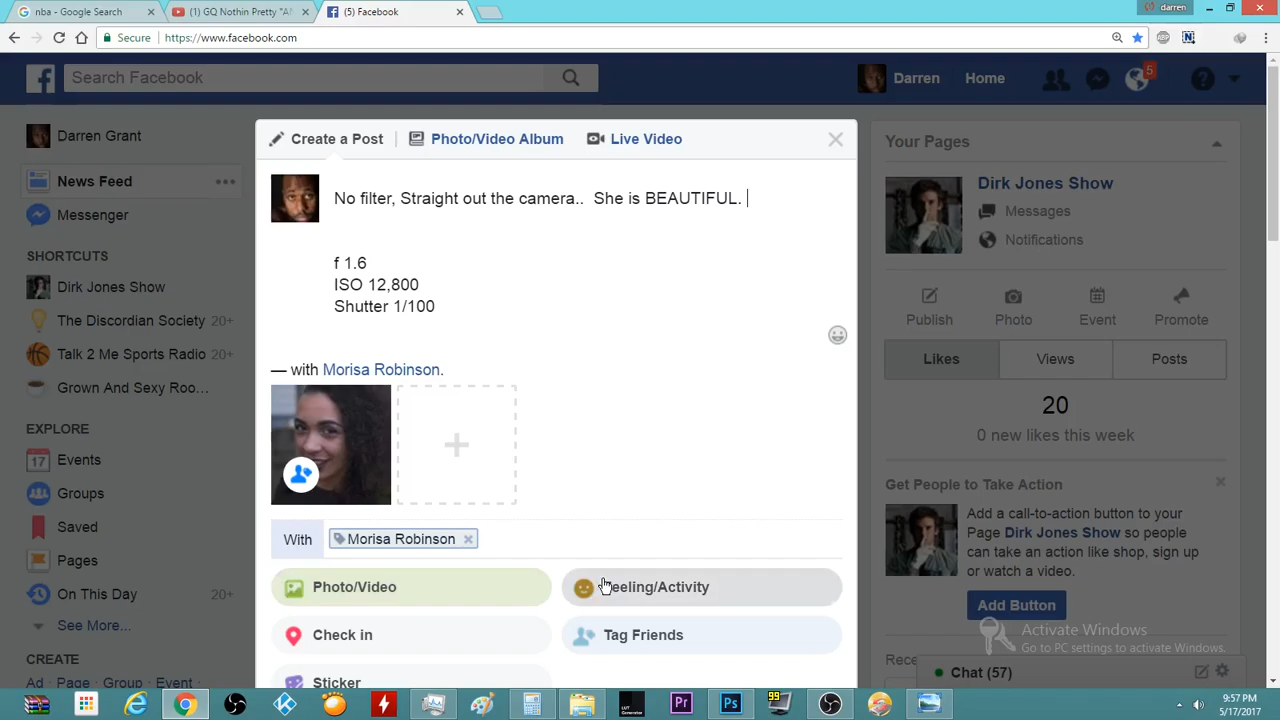 nba - Google Search
(1) GQ Nothin Pretty "AN
(5) Facebook
darren
Secure
https://www.facebook.com
Search Facebook
Darren
Home
5
Darren Grant
News Feed
Messenger
SHORTCUTS
Dirk Jones Show
The Discordian Society 20+
Talk 2 Me Sports Radio 20+
Grown And Sexy Roo...
EXPLORE
17 Events
Groups
Saved
Pages
On This Day 20+
See More...
CREATE
Ad · Page · Group · Event ·
Create a Post
Photo/Video Album
Live Video
No filter, Straight out the camera.. She is BEAUTIFUL.
f 1.6
ISO 12,800
Shutter 1/100
— with Morisa Robinson.
With
Morisa Robinson
Photo/Video
eeling/Activity
Check in
Tag Friends
Sticker
Your Pages
Dirk Jones Show
Messages
Notifications
Publish
Photo
Event
Promote
Likes
Views
Posts
20
0 new likes this week
Get People to Take Action
Add a call-to-action button to your
Page Dirk Jones Show so people
can take an action like shop, sign up
or watch a video.
Add Button
Activate Windows
Go to PC settings to activate Windows.
Rece
Chat (57)
Pr
Ps
99
9:57 PM
5/17/2017